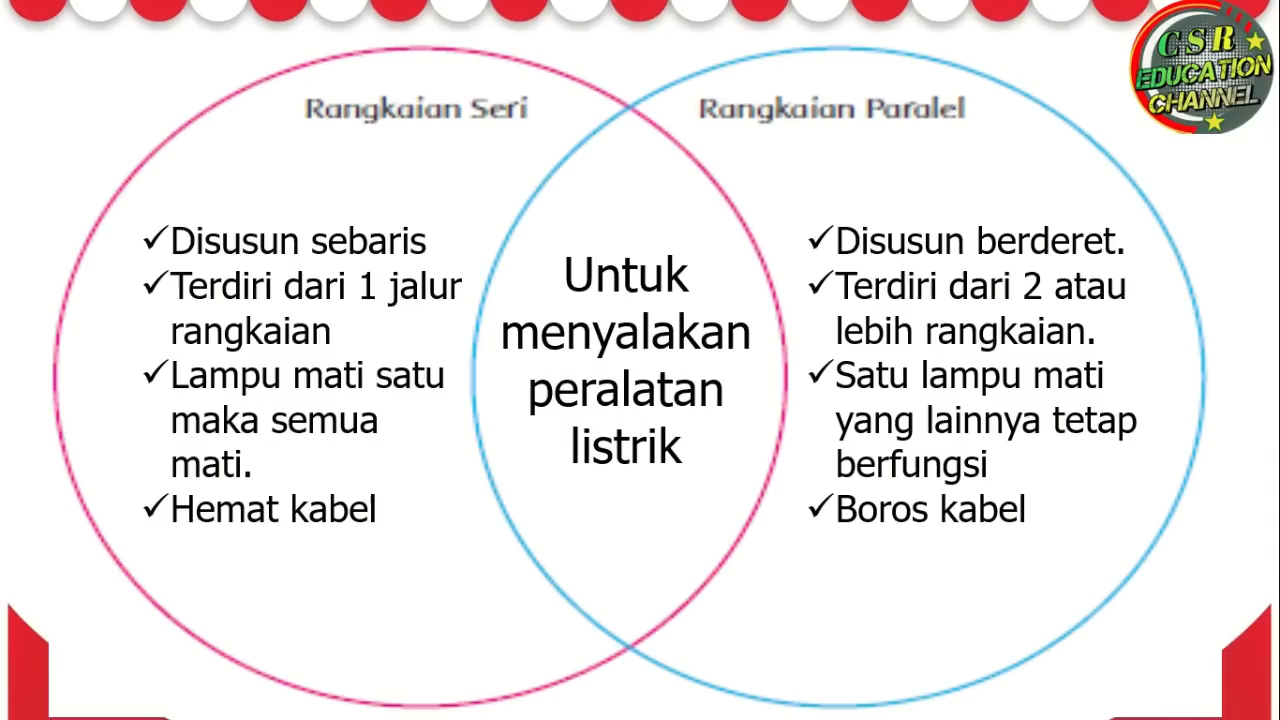 CSR
EDUCATION
CHANNEL
Rangkaian Seri
Rangkaian Paralel
✓Disusun sebaris
✓Terdiri dari 1 jalur
rangkaian
✓Lampu mati satu
maka semua
mati.
✓Hemat kabel
Untuk
menyalakan
peralatan
listrik
✓Disusun berderet.
✓Terdiri dari 2 atau
lebih rangkaian.
✓Satu lampu mati
yang lainnya tetap
berfungsi
✓Boros kabel